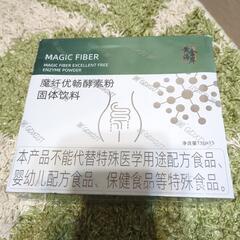 MAGIC FIBER
MAGIC FIBER EXCELLENT FREE
ENZYME POWDER
魔纤优畅酵素粉
固体饮料
本产品不能代替特殊医学用途配方食品、
婴幼儿配方食品、保健食品等特殊食品。